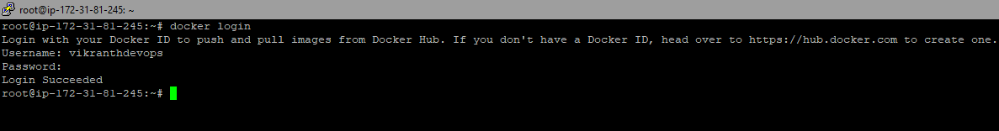 root@ip-172-31-81-245: ~
root@ip-172-31-81-245:~# docker login
Login with your Docker ID to push and pull images from Docker Hub. If you don't have a Docker ID, head over to https://hub.docker.com to create one.
Username: vikranthdevops
Password:
Login Succeeded
root@ip-172-31-81-245:~#